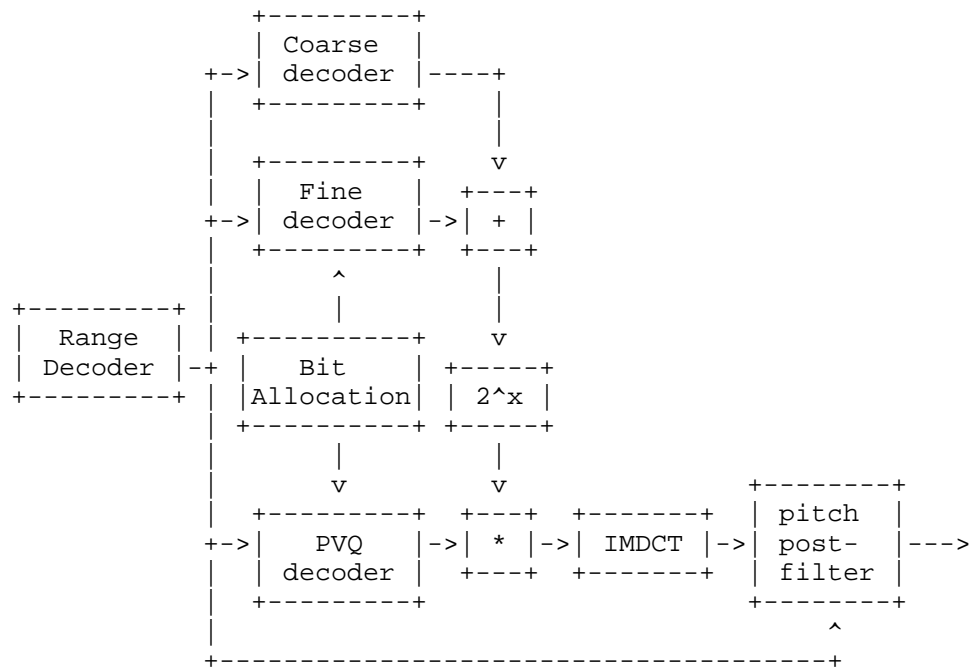 Coarse
decoder
Fine
decoder
+
Range
Decoder
Bit
Allocation
2^x
PVQ
decoder
*
IMDCT
pitch
post-
filter